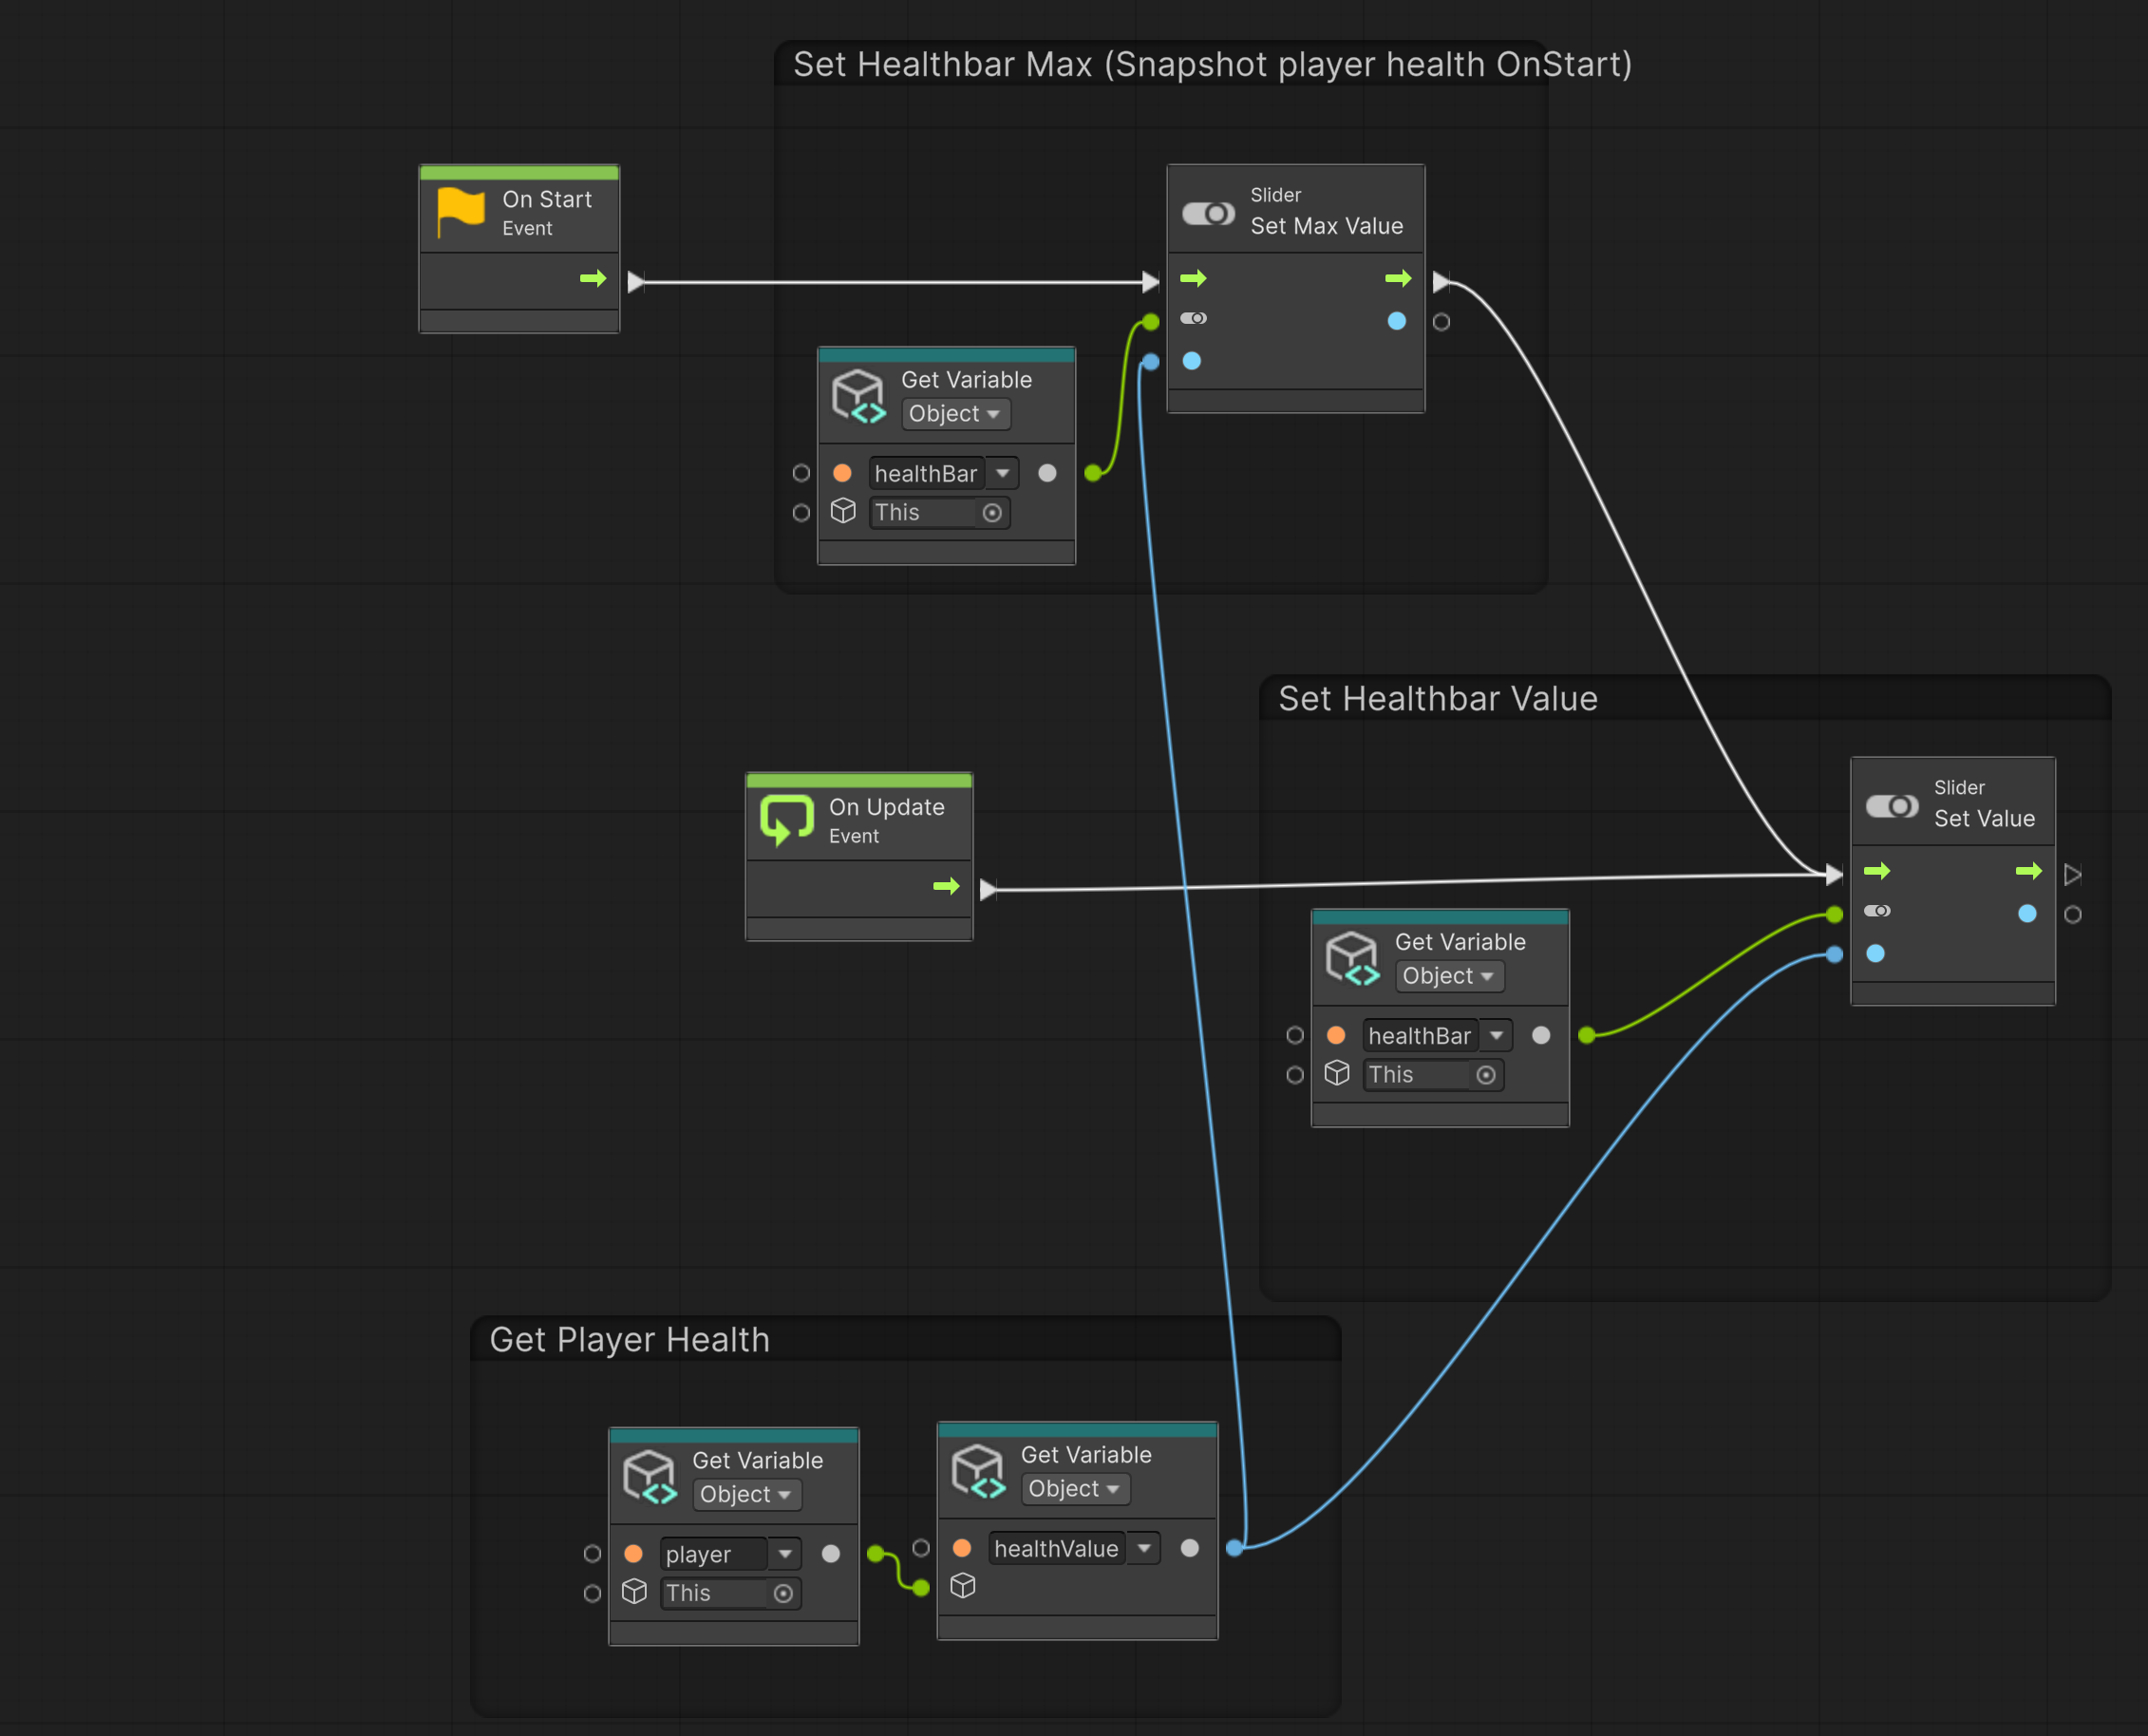 Set Healthbar Max (Snapshot player health OnStart)
On Start
Event
Slider
Set Max Value
Get Variable
Object
healthBar
This
Set Healthbar Value
On Update
Event
Slider
Set Value
Get Variable
Object
healthBar
This
Get Player Health
Get Variable
Object
player
This
Get Variable
Object
healthValue